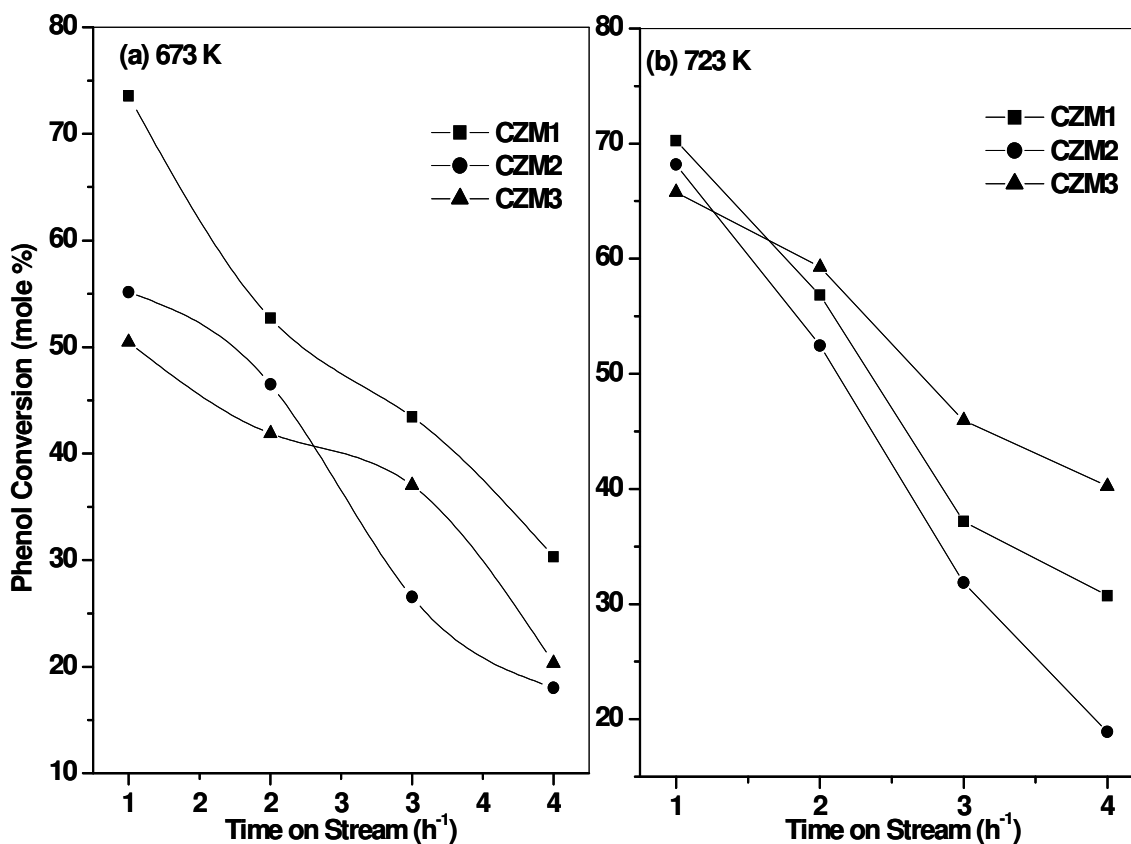 (a) 673 K
CZM1
CZM2
CZM3
80
70
60
50
40
30
20
10
1 2 2 3 3 4 4
Phenol Conversion (mole %)
Time on Stream (h⁻¹)
(b) 723 K
CZM1
CZM2
CZM3
80
70
60
50
40
30
20
1 2 3 4
Time on Stream (h⁻¹)